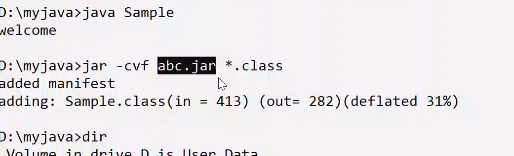 D:\myjava>java Sample
welcome
D:\myjava>jar -cvf abc.jar *.class
added manifest
adding: Sample.class(in = 413) (out= 282)(deflated 31%)
D:\myjava>dir
Volume in drive D is User Data